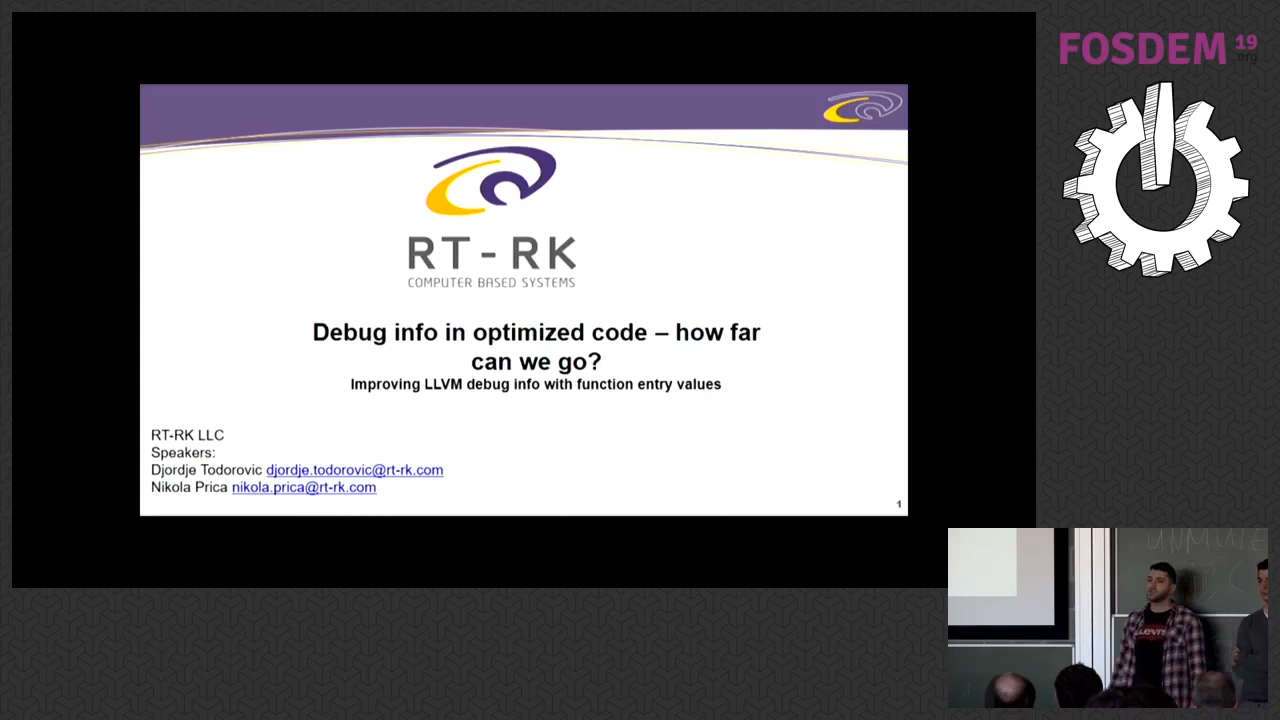 FOSDEM 19
.org
RT-RK
COMPUTER BASED SYSTEMS
Debug info in optimized code – how far
can we go?
Improving LLVM debug info with function entry values
RT-RK LLC
Speakers:
Djordje Todorovic djordje.todorovic@rt-rk.com
Nikola Prica nikola.prica@rt-rk.com
1